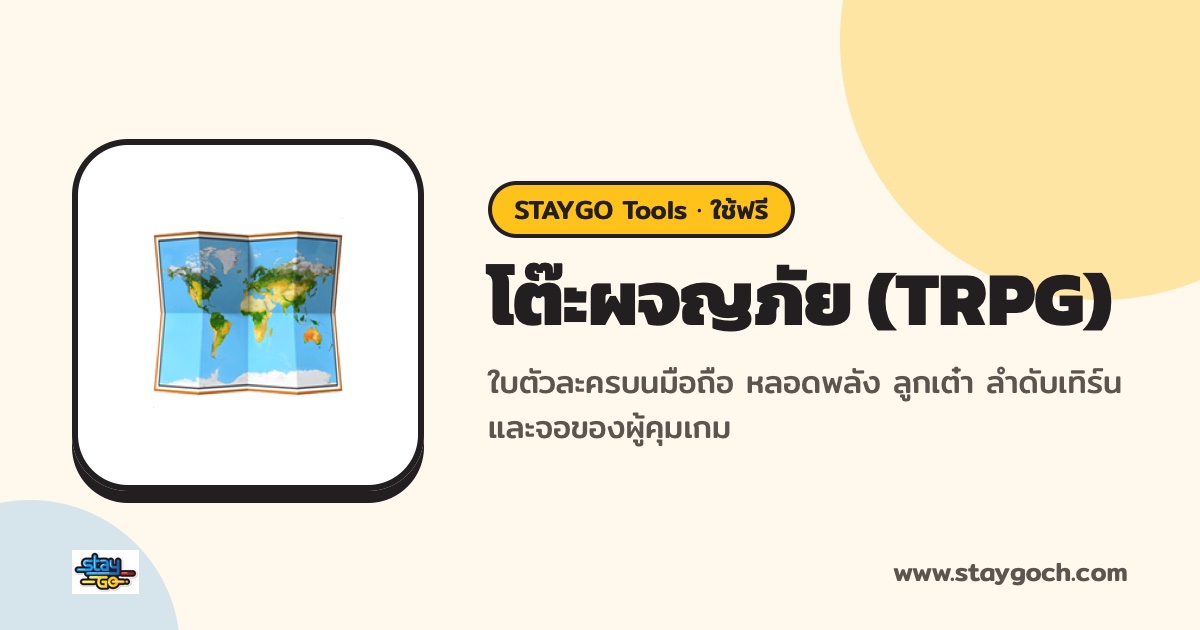 STAYGO Tools · ใช้ฟรี
โต๊ะผจญภัย (TRPG)
ใบตัวละครบนมือถือ หลอดพลัง ลูกเต๋า ลำดับเทิร์น
และจอของผู้คุมเกม
stay
GO
www.staygoch.com